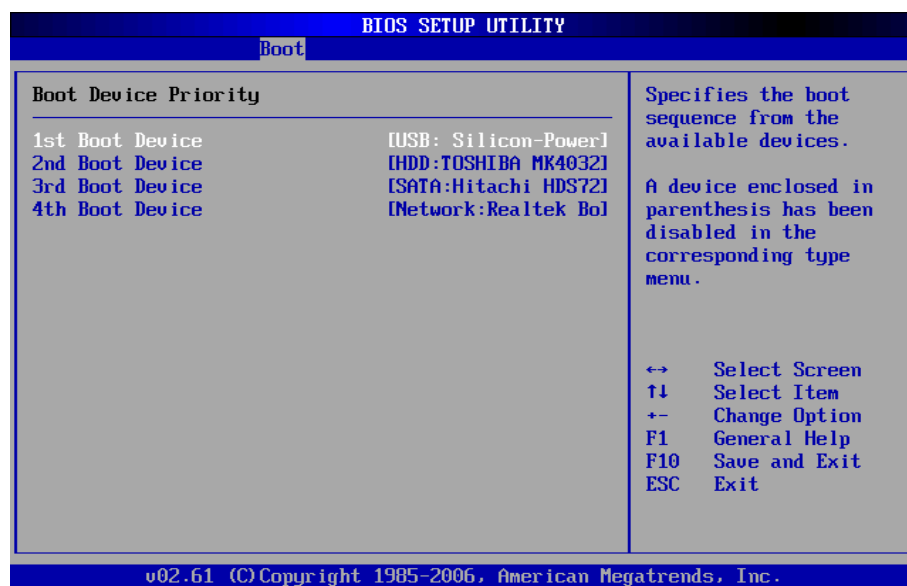 BIOS SETUP UTILITY
Boot
Boot Device Priority
1st Boot Device [USB: Silicon-Power]
2nd Boot Device [HDD:TOSHIBA MK4032]
3rd Boot Device [SATA:Hitachi HDS72]
4th Boot Device [Network:Realtek Bo]
Specifies the boot
sequence from the
available devices.
A device enclosed in
parenthesis has been
disabled in the
corresponding type
menu.
↔ Select Screen
↑↓ Select Item
+- Change Option
F1 General Help
F10 Save and Exit
ESC Exit
v02.61 (C)Copyright 1985-2006, American Megatrends, Inc.